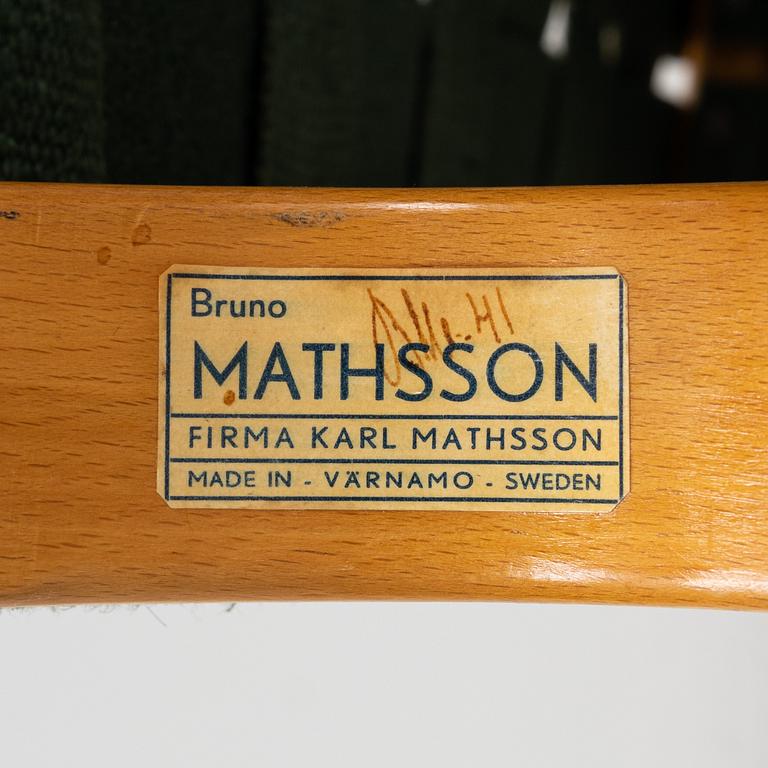 Bruno
MATHSSON
FIRMA KARL MATHSSON
MADE IN - VÄRNAMO - SWEDEN